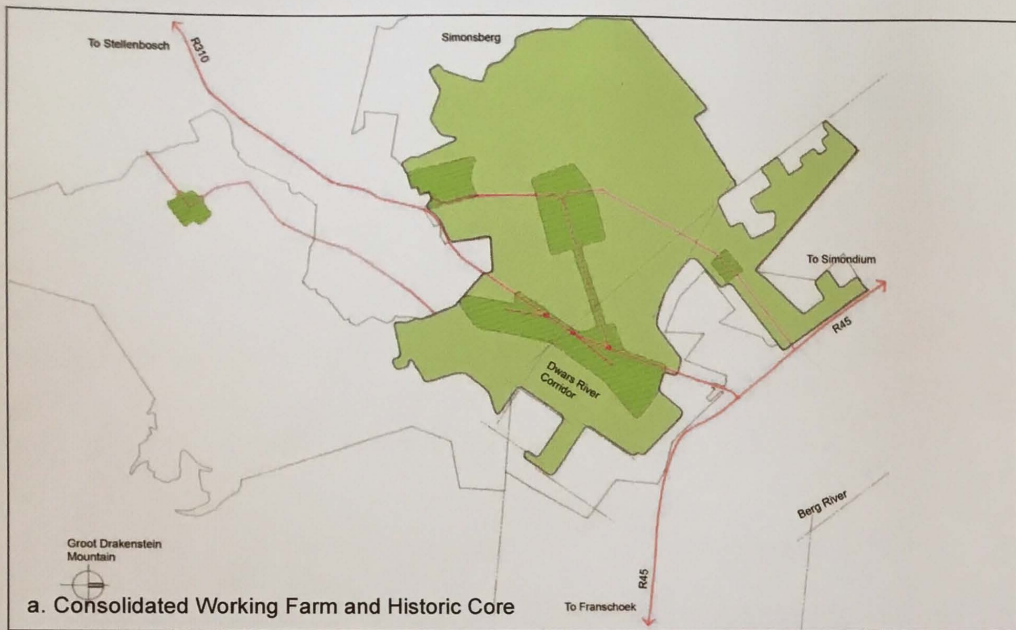 To Stellenbosch
R310
Simonsberg
To Simondium
R45
Dwars River
Corridor
Berg River
Groot Drakenstein
Mountain
R45
To Franschoek
a. Consolidated Working Farm and Historic Core